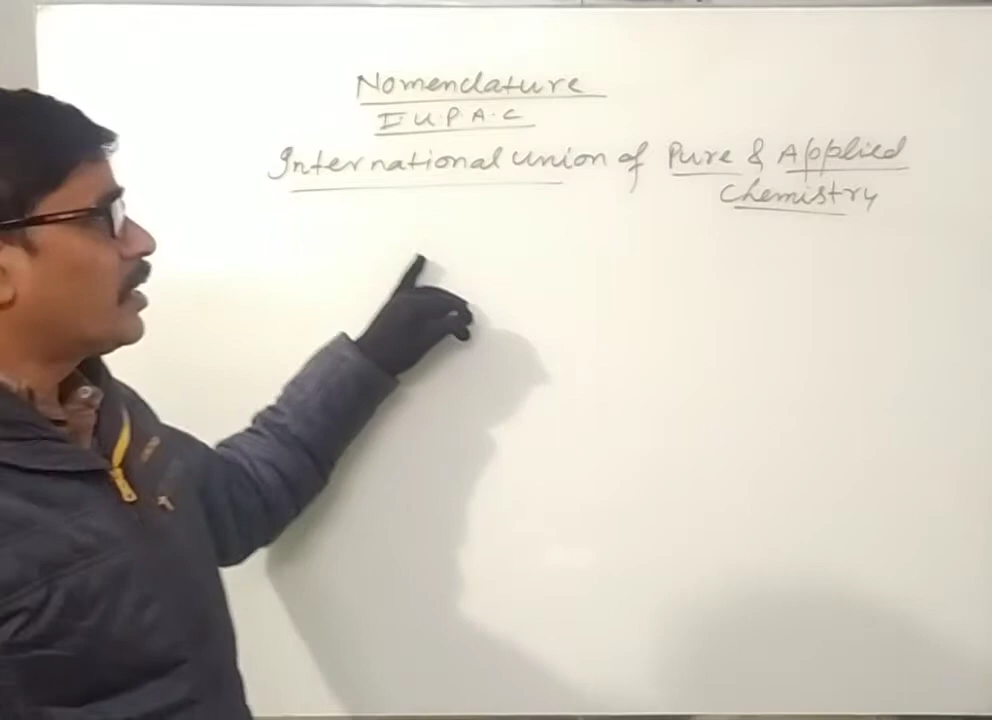 Nomenclature
I.U.P.A.C
International union of Pure & Applied
Chemistry